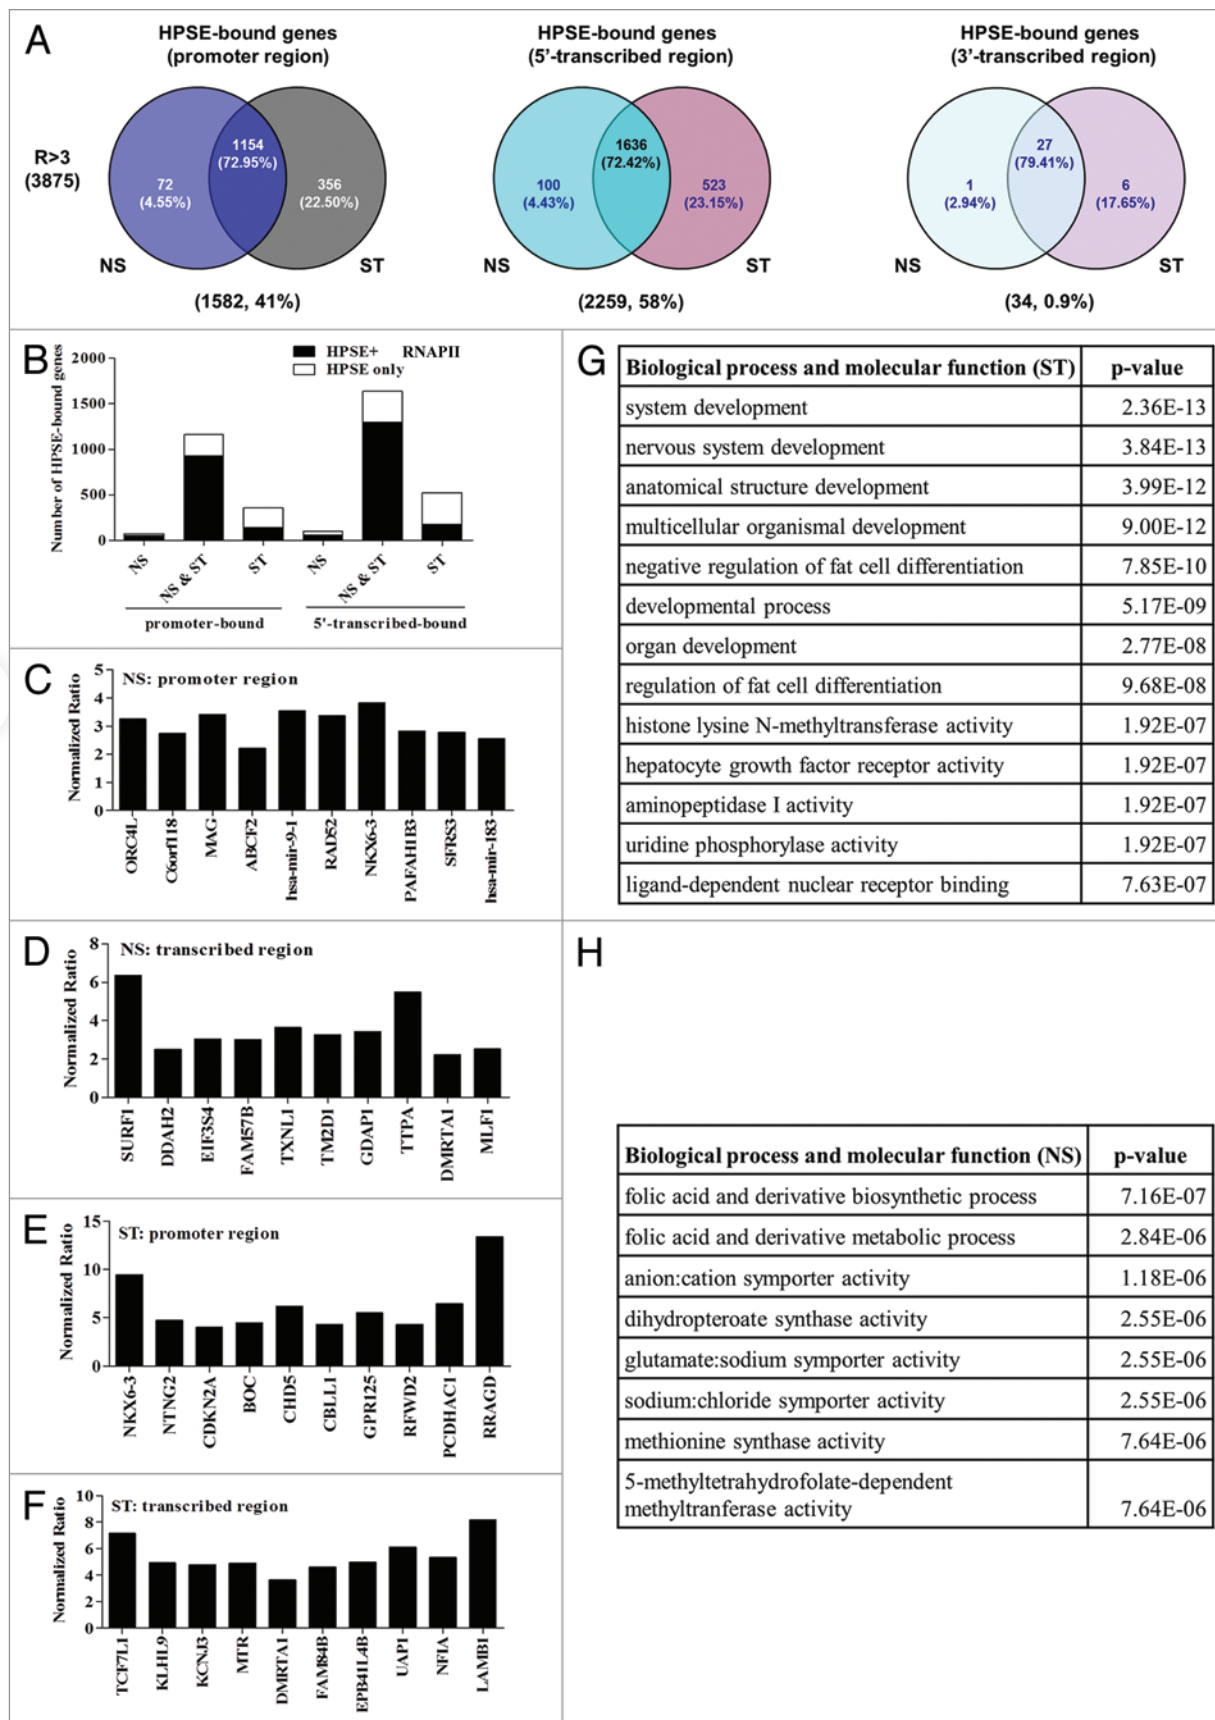 A
HPSE-bound genes
(promoter region)
HPSE-bound genes
(5'-transcribed region)
HPSE-bound genes
(3'-transcribed region)
R>3
(3875)
72
(4.55%)
1154
(72.95%)
356
(22.50%)
NS
ST
(1582, 41%)
100
(4.43%)
1636
(72.42%)
523
(23.15%)
NS
ST
(2259, 58%)
1
(2.94%)
27
(79.41%)
6
(17.65%)
NS
ST
(34, 0.9%)
B
HPSE+ RNAPII
HPSE only
Number of HPSE-bound genes
2000
1500
1000
500
0
NS
NS & ST
ST
NS
NS & ST
ST
promoter-bound
5'-transcribed-bound
C
NS: promoter region
Normalized Ratio
5
4
3
2
1
0
ORC4L
C6orf118
MAG
ABCF2
hsa-mir-9-1
RAD52
NKX6-3
PAFAH1B3
SFRS3
hsa-mir-183
D
NS: transcribed region
Normalized Ratio
8
6
4
2
0
SURF1
DDAH2
EIF3S4
FAM57B
TXNL1
TM2D1
GDAP1
TTPA
DMRTA1
MLF1
E
ST: promoter region
Normalized Ratio
15
10
5
0
NKX6-3
NTNG2
CDKN2A
BOC
CHD5
CBLL1
GPR125
RFWD2
PCDHAC1
RRAGD
F
ST: transcribed region
Normalized Ratio
10
8
6
4
2
0
TCF7L1
KLHL9
KCNJ3
MTR
DMRTA1
FAM84B
EPB41L4B
UAP1
NFIA
LAMB1
G
Biological process and molecular function (ST) p-value
system development 2.36E-13
nervous system development 3.84E-13
anatomical structure development 3.99E-12
multicellular organismal development 9.00E-12
negative regulation of fat cell differentiation 7.85E-10
developmental process 5.17E-09
organ development 2.77E-08
regulation of fat cell differentiation 9.68E-08
histone lysine N-methyltransferase activity 1.92E-07
hepatocyte growth factor receptor activity 1.92E-07
aminopeptidase I activity 1.92E-07
uridine phosphorylase activity 1.92E-07
ligand-dependent nuclear receptor binding 7.63E-07
H
Biological process and molecular function (NS) p-value
folic acid and derivative biosynthetic process 7.16E-07
folic acid and derivative metabolic process 2.84E-06
anion:cation symporter activity 1.18E-06
dihydropteroate synthase activity 2.55E-06
glutamate:sodium symporter activity 2.55E-06
sodium:chloride symporter activity 2.55E-06
methionine synthase activity 7.64E-06
5-methyltetrahydrofolate-dependent
methyltranferase activity 7.64E-06